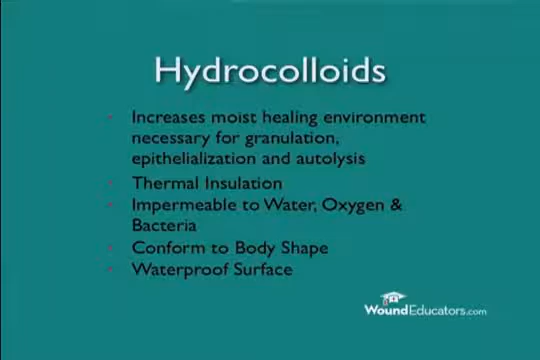 Hydrocolloids
• Increases moist healing environment
necessary for granulation,
epithelialization and autolysis
• Thermal Insulation
• Impermeable to Water, Oxygen &
Bacteria
• Conform to Body Shape
• Waterproof Surface
WoundEducators.com